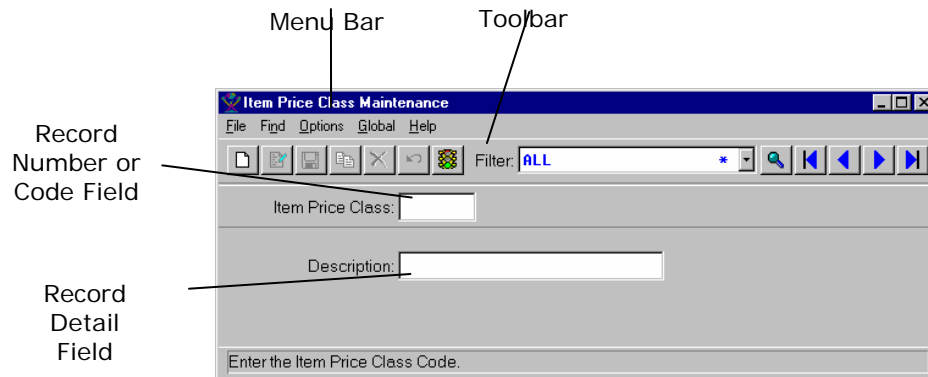 Menu Bar
Toolbar
Item Price Class Maintenance
File Find Options Global Help
Filter: ALL *
Record
Number or
Code Field
Item Price Class:
Description:
Record
Detail
Field
Enter the Item Price Class Code.